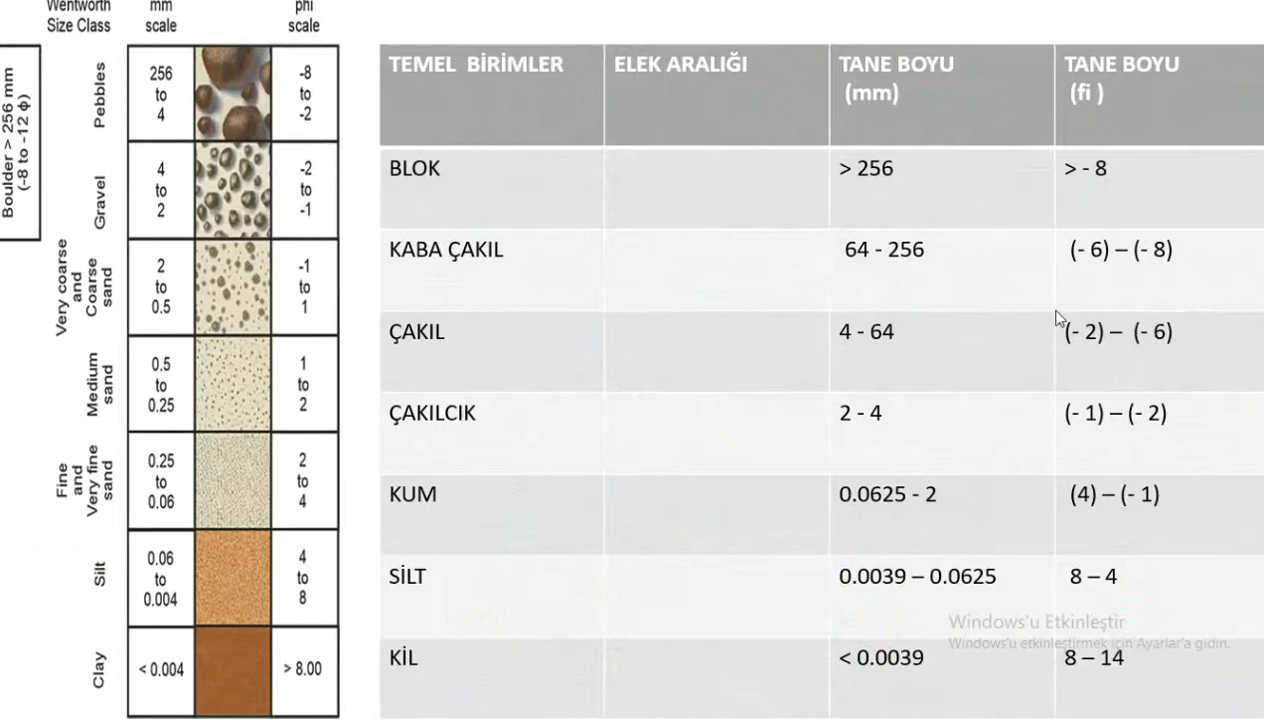 Wentworth
Size Class
mm
scale
phi
scale
Boulder > 256 mm
(-8 to -12 ϕ)
Pebbles
256
to
4
-8
to
-2
Gravel
4
to
2
-2
to
-1
Very coarse
and
Coarse
sand
2
to
0.5
-1
to
1
Medium
sand
0.5
to
0.25
1
to
2
Fine
and
Very fine
sand
0.25
to
0.06
2
to
4
Silt
0.06
to
0.004
4
to
8
Clay
< 0.004
> 8.00
TEMEL BİRİMLER
ELEK ARALIĞI
TANE BOYU
(mm)
TANE BOYU
(fi )
BLOK
> 256
> - 8
KABA ÇAKIL
64 - 256
(- 6) – (- 8)
ÇAKIL
4 - 64
(- 2) – (- 6)
ÇAKILCIK
2 - 4
(- 1) – (- 2)
KUM
0.0625 - 2
(4) – (- 1)
SİLT
0.0039 – 0.0625
8 – 4
KİL
< 0.0039
8 – 14
Windows'u Etkinleştir
Windows'u etkinleştirmek için Ayarlar'a gidin.